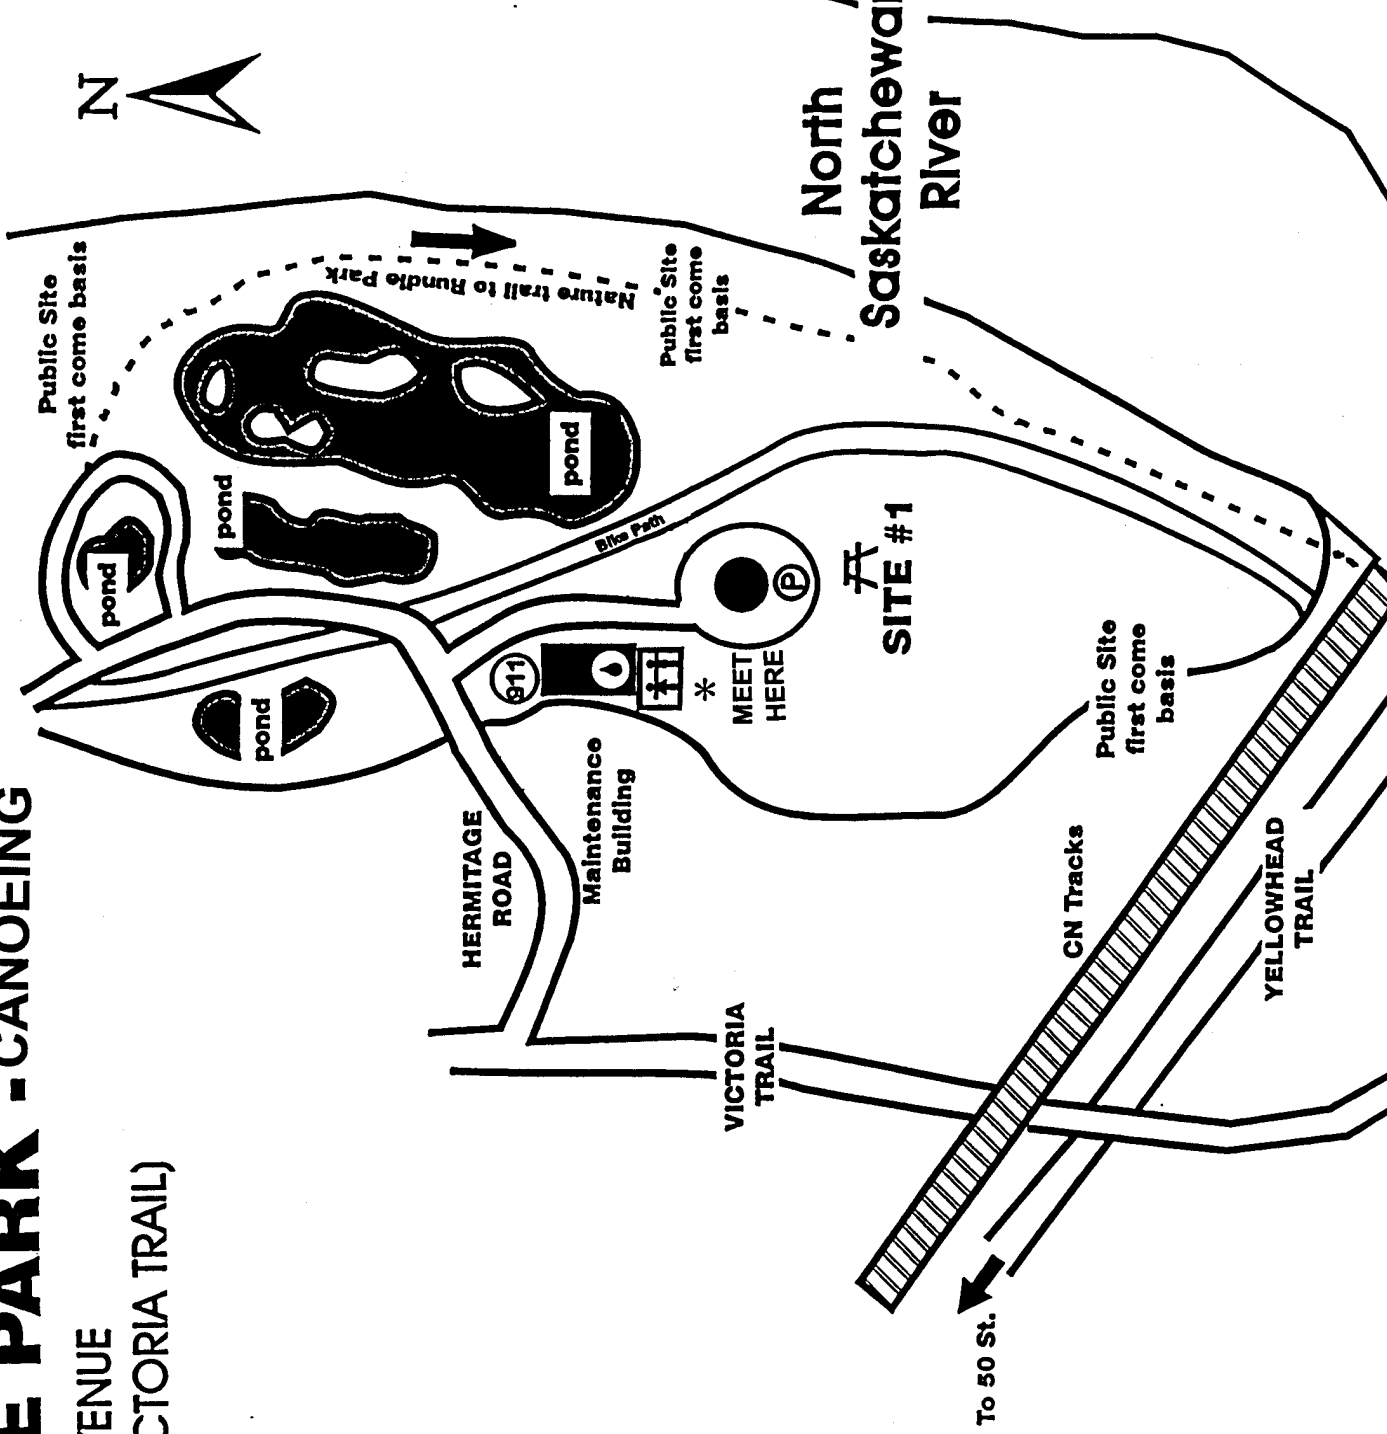 E PARK - CANOEING
ENUE
CTORIA TRAIL)
N
Public Site
first come basis
pond
pond
pond
pond
Nature trail to Rundle Park
Public Site
first come
basis
North
Saskatchewa
River
Bike Path
911
P
SITE #1
*
MEET
HERE
Maintenance
Building
HERMITAGE
ROAD
Public Site
first come
basis
CN Tracks
YELLOWHEAD
TRAIL
VICTORIA
TRAIL
To 50 St.